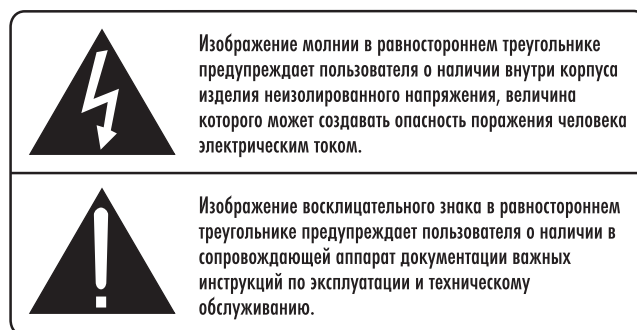 Изображение молнии в равностороннем треугольнике
предупреждает пользователя о наличии внутри корпуса
изделия неизолированного напряжения, величина
которого может создавать опасность поражения человека
электрическим током.
Изображение восклицательного знака в равностороннем
треугольнике предупреждает пользователя о наличии в
сопровождающей аппарат документации важных
инструкций по эксплуатации и техническому
обслуживанию.